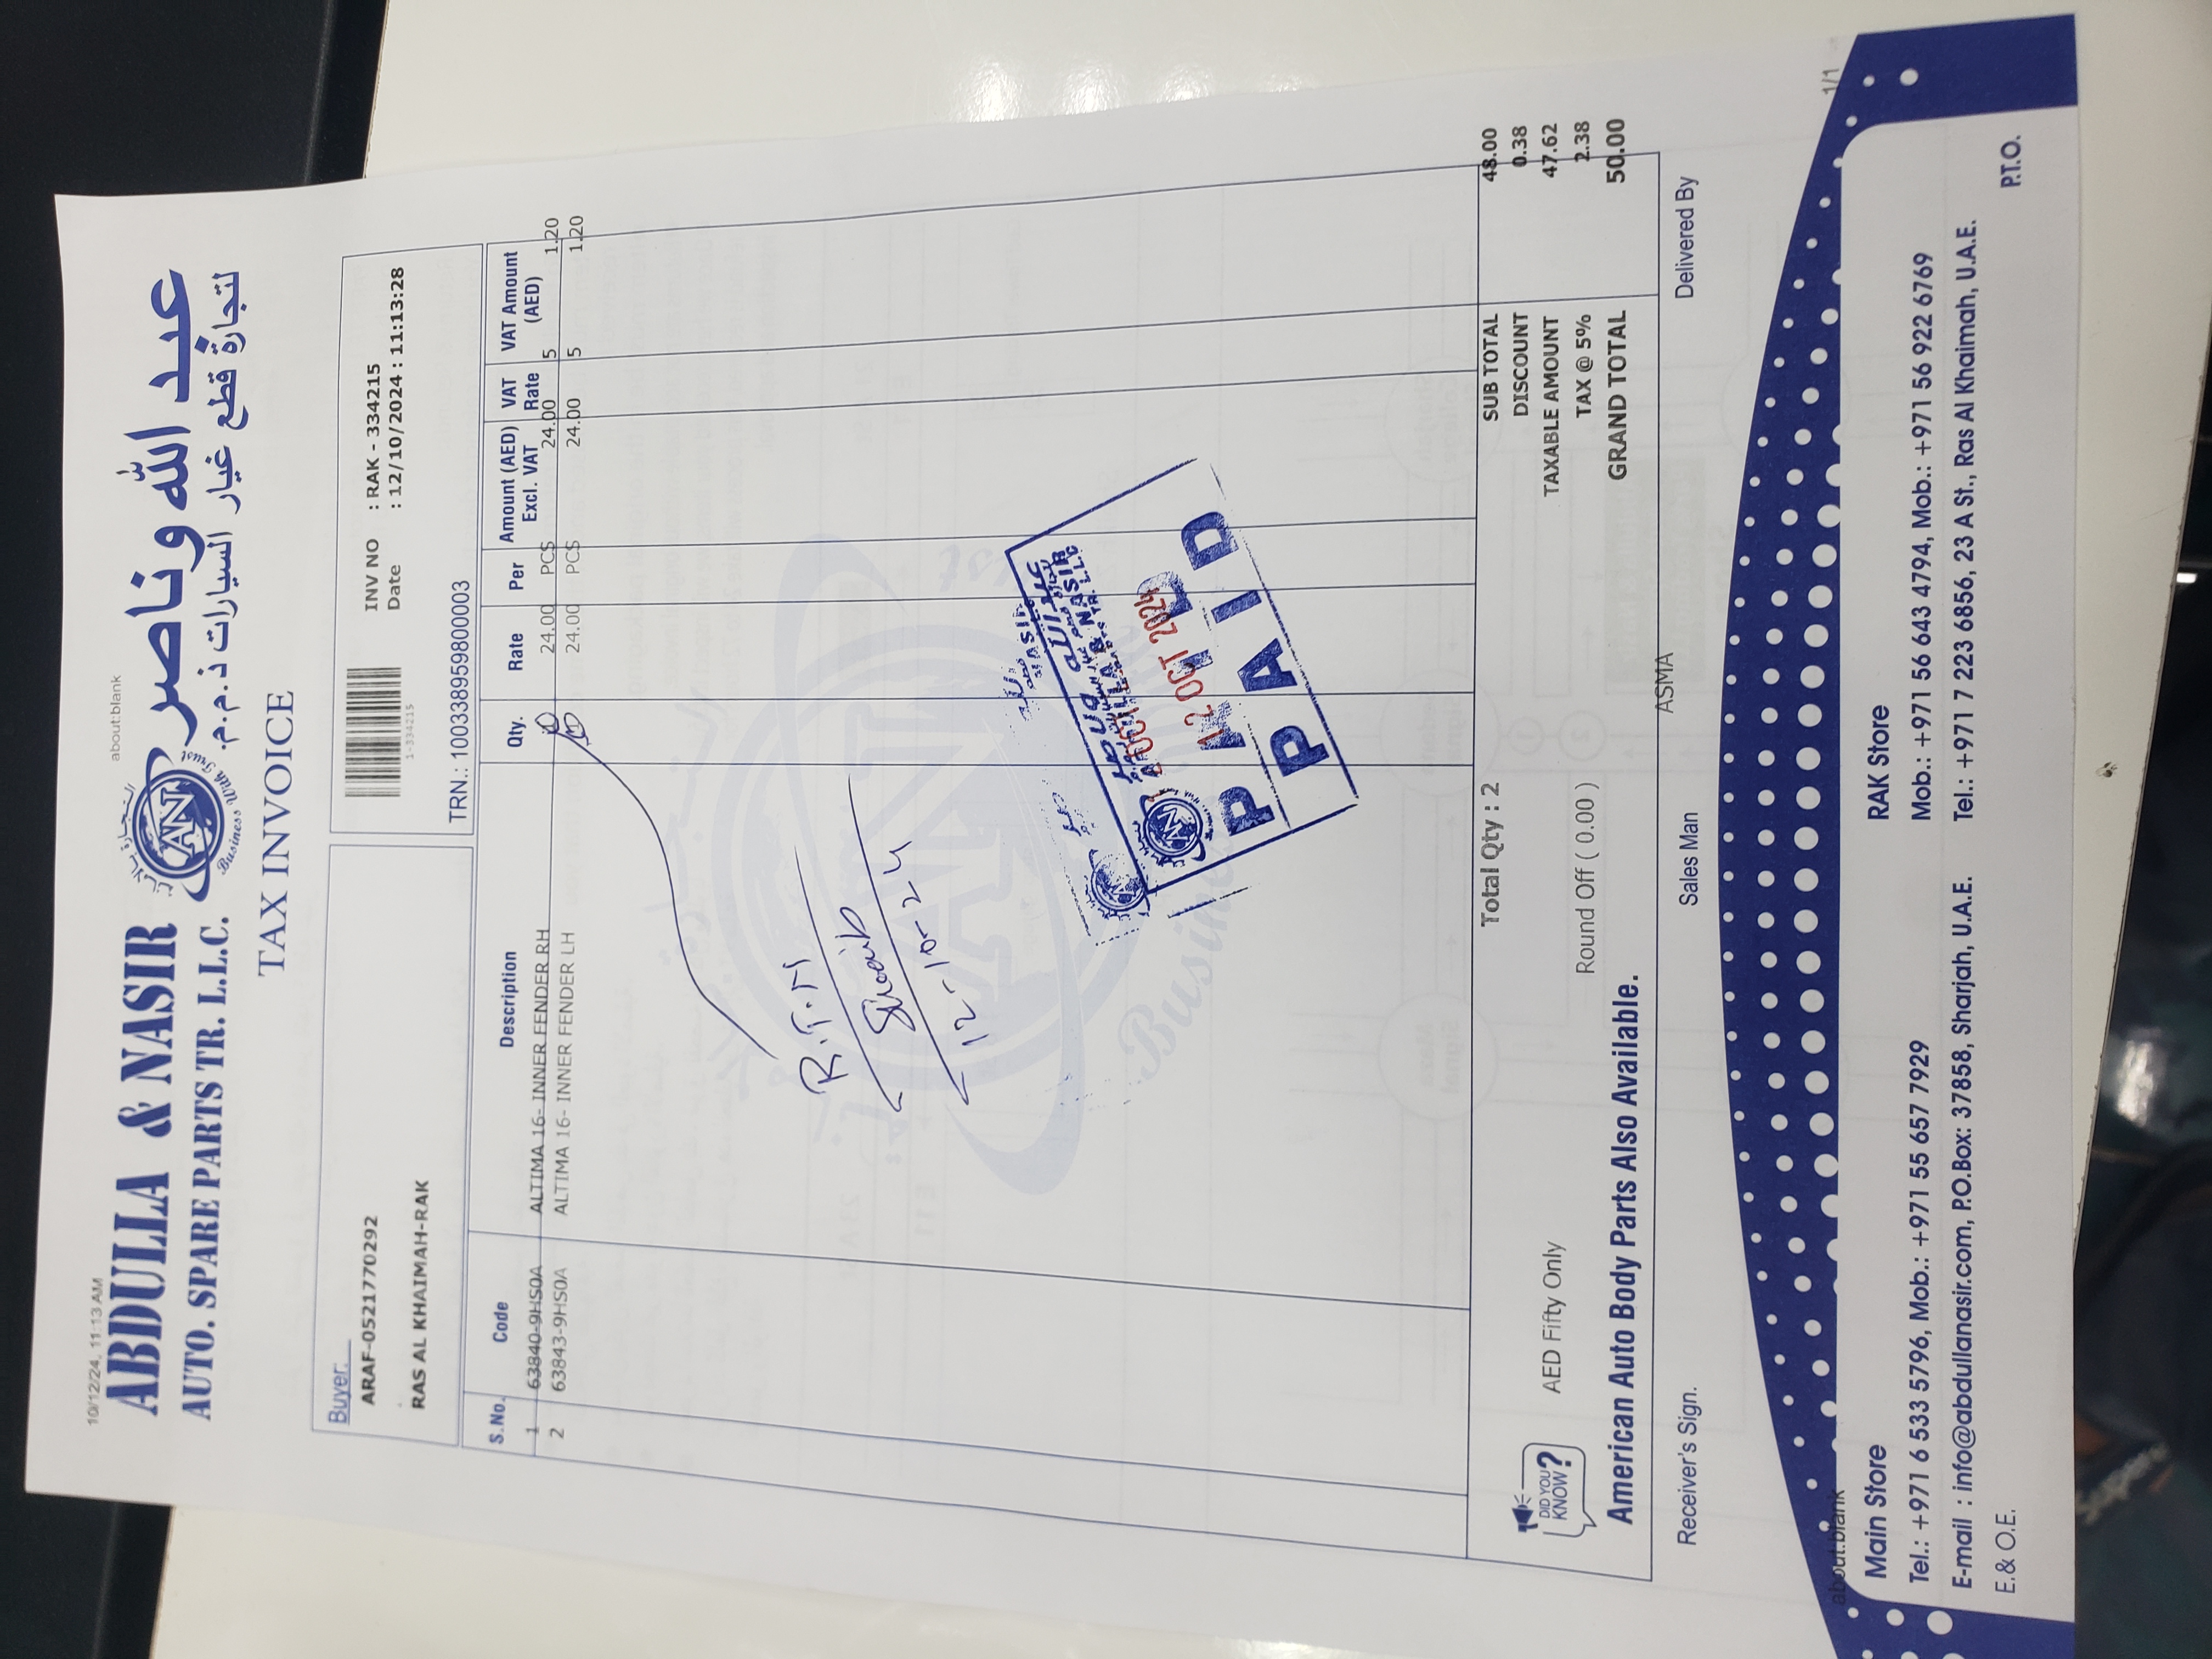 10/12/24, 11:13 AM
about:blank
ABDULLA & NASIR
AUTO. SPARE PARTS TR. L.L.C.
عبد الله وناصر
لتجارة قطع غيار السيارات ذ.م.م.
AN
Business With Trust
TAX INVOICE
Buyer:
ARAF-0521770292
RAS AL KHAIMAH-RAK
1-334215
INV NO : RAK - 334215
Date : 12/10/2024 : 11:13:28
TRN.: 100338959800003
S.No. Code Description Qty. Rate Per Amount (AED) Excl. VAT VAT Rate VAT Amount (AED)
1 63840-9HS0A ALTIMA 16- INNER FENDER RH 24.00 PCS 24.00 5 1.20
2 63843-9HS0A ALTIMA 16- INNER FENDER LH 24.00 PCS 24.00 5 1.20
R.T.M
Shoaib
12-10-24
12 OCT 2024
PAID
PAID
Total Qty : 2
SUB TOTAL 48.00
DISCOUNT 0.38
AED Fifty Only
TAXABLE AMOUNT 47.62
Round Off ( 0.00 )
TAX @ 5% 2.38
GRAND TOTAL 50.00
DID YOU KNOW?
American Auto Body Parts Also Available.
ASMA
Receiver's Sign. Sales Man Delivered By
about:blank
1/1
Main Store
Tel.: +971 6 533 5796, Mob.: +971 55 657 7929
RAK Store
Mob.: +971 56 643 4794, Mob.: +971 56 922 6769
E-mail : info@abdullanasir.com, P.O.Box: 37858, Sharjah, U.A.E.
Tel.: +971 7 223 6856, 23 A St., Ras Al Khaimah, U.A.E.
E.& O.E.
P.T.O.